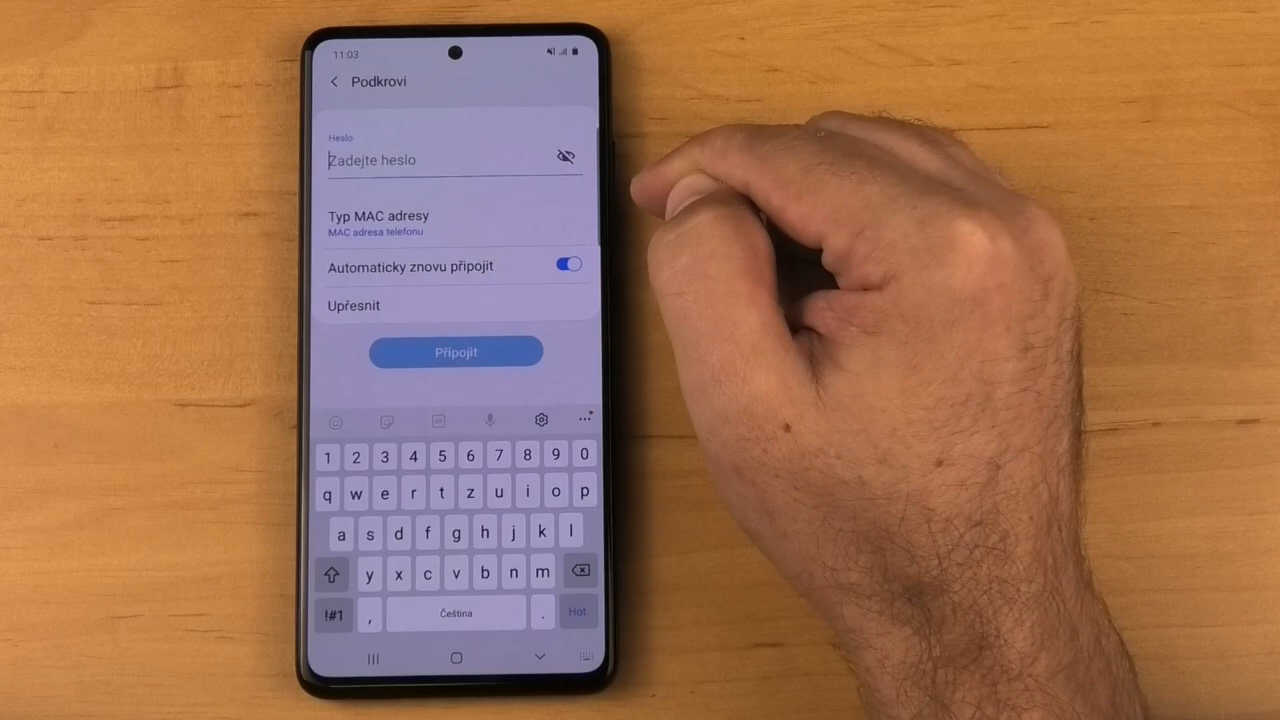 11:03
Podkrovi
Heslo
Zadejte heslo
Typ MAC adresy
MAC adresa telefonu
Automaticky znovu připojit
Upřesnit
Připojit
GIF
1 2 3 4 5 6 7 8 9 0
q w e r t z u i o p
a s d f g h j k l
y x c v b n m
!#1 , Čeština . Hot.